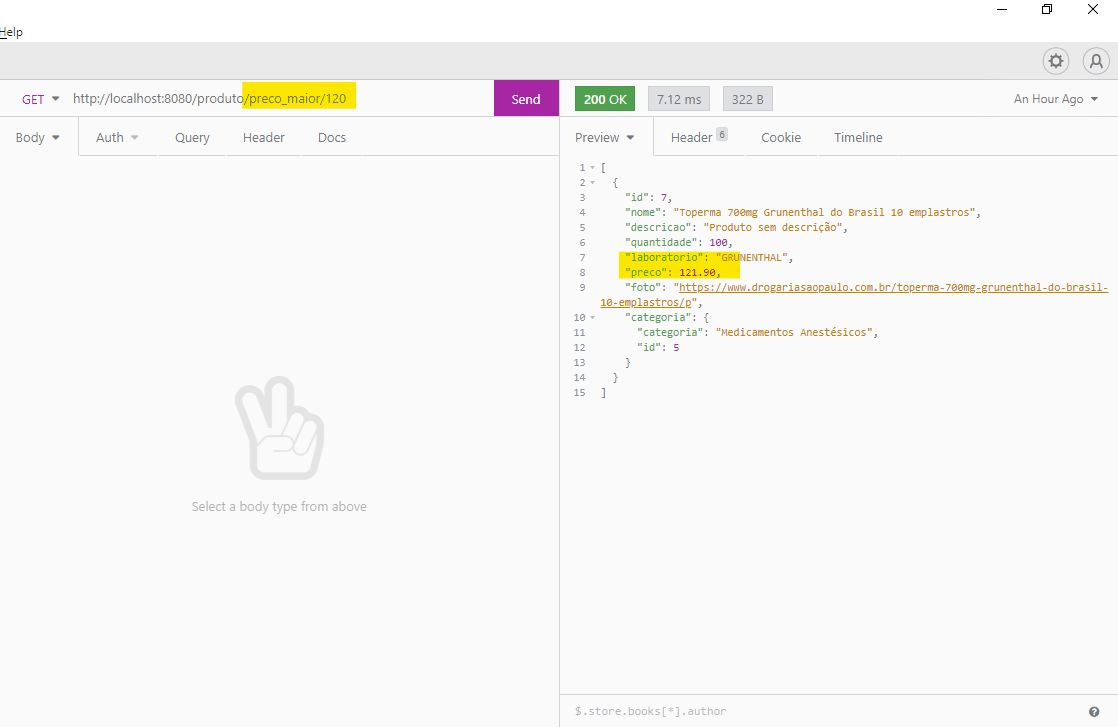 Help
GET http://localhost:8080/produto/preco_maior/120 Send 200 OK 7.12 ms 322 B An Hour Ago
Body Auth Query Header Docs Preview Header 6 Cookie Timeline
1 [
2 {
3 "id": 7,
4 "nome": "Toperma 700mg Grunenthal do Brasil 10 emplastros",
5 "descricao": "Produto sem descrição",
6 "quantidade": 100,
7 "laboratorio": "GRÜNENTHAL",
8 "preco": 121.90,
9 "foto": "https://www.drogariasaopaulo.com.br/toperma-700mg-grunenthal-do-brasil-
10-emplastros/p",
10 "categoria": {
11 "categoria": "Medicamentos Anestésicos",
12 "id": 5
13 }
14 }
15 ]
Select a body type from above
$.store.books[*].author